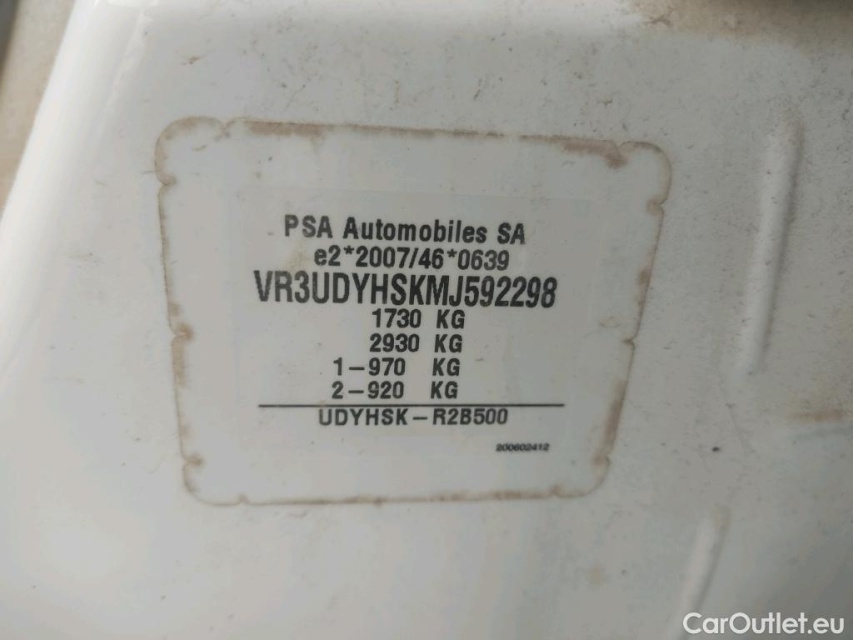 PSA Automobiles SA
e2*2007/46*0639
VR3UDYHSKMJ592298
1730 KG
2930 KG
1-970 KG
2-920 KG
UDYHSK-R2B500
200602412
CarOutlet.eu